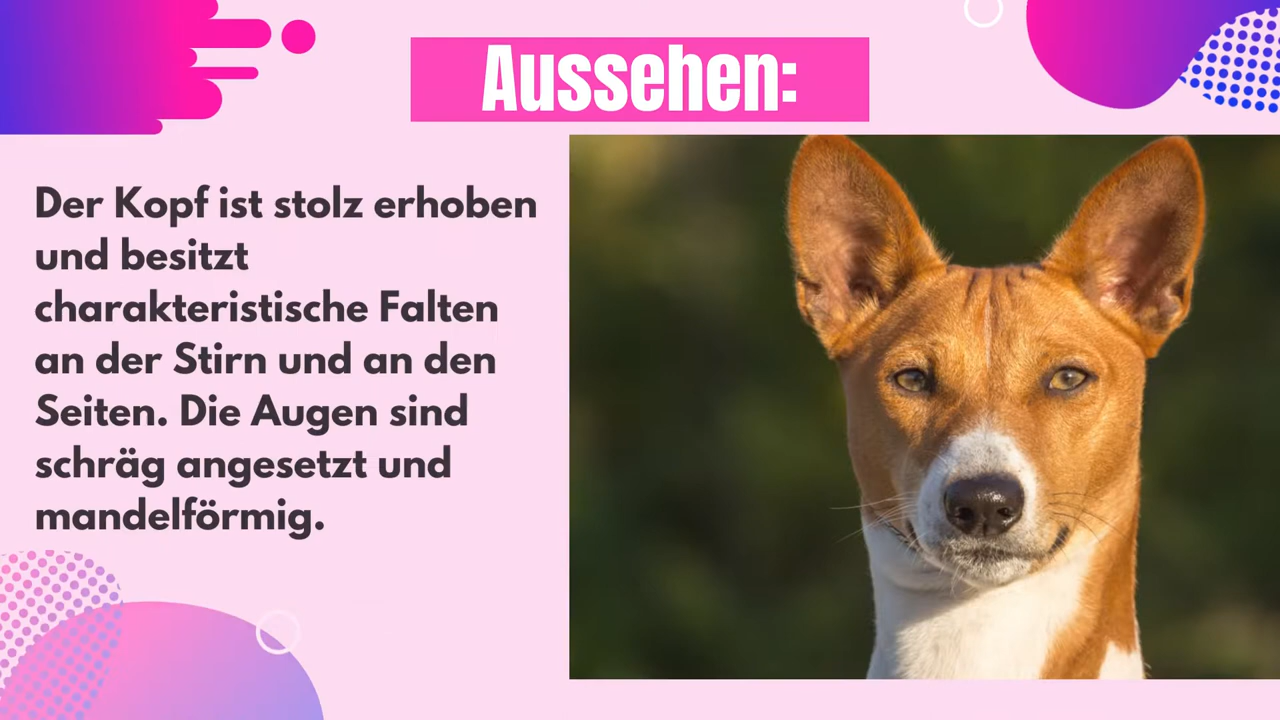 Aussehen:
Der Kopf ist stolz erhoben
und besitzt
charakteristische Falten
an der Stirn und an den
Seiten. Die Augen sind
schräg angesetzt und
mandelförmig.